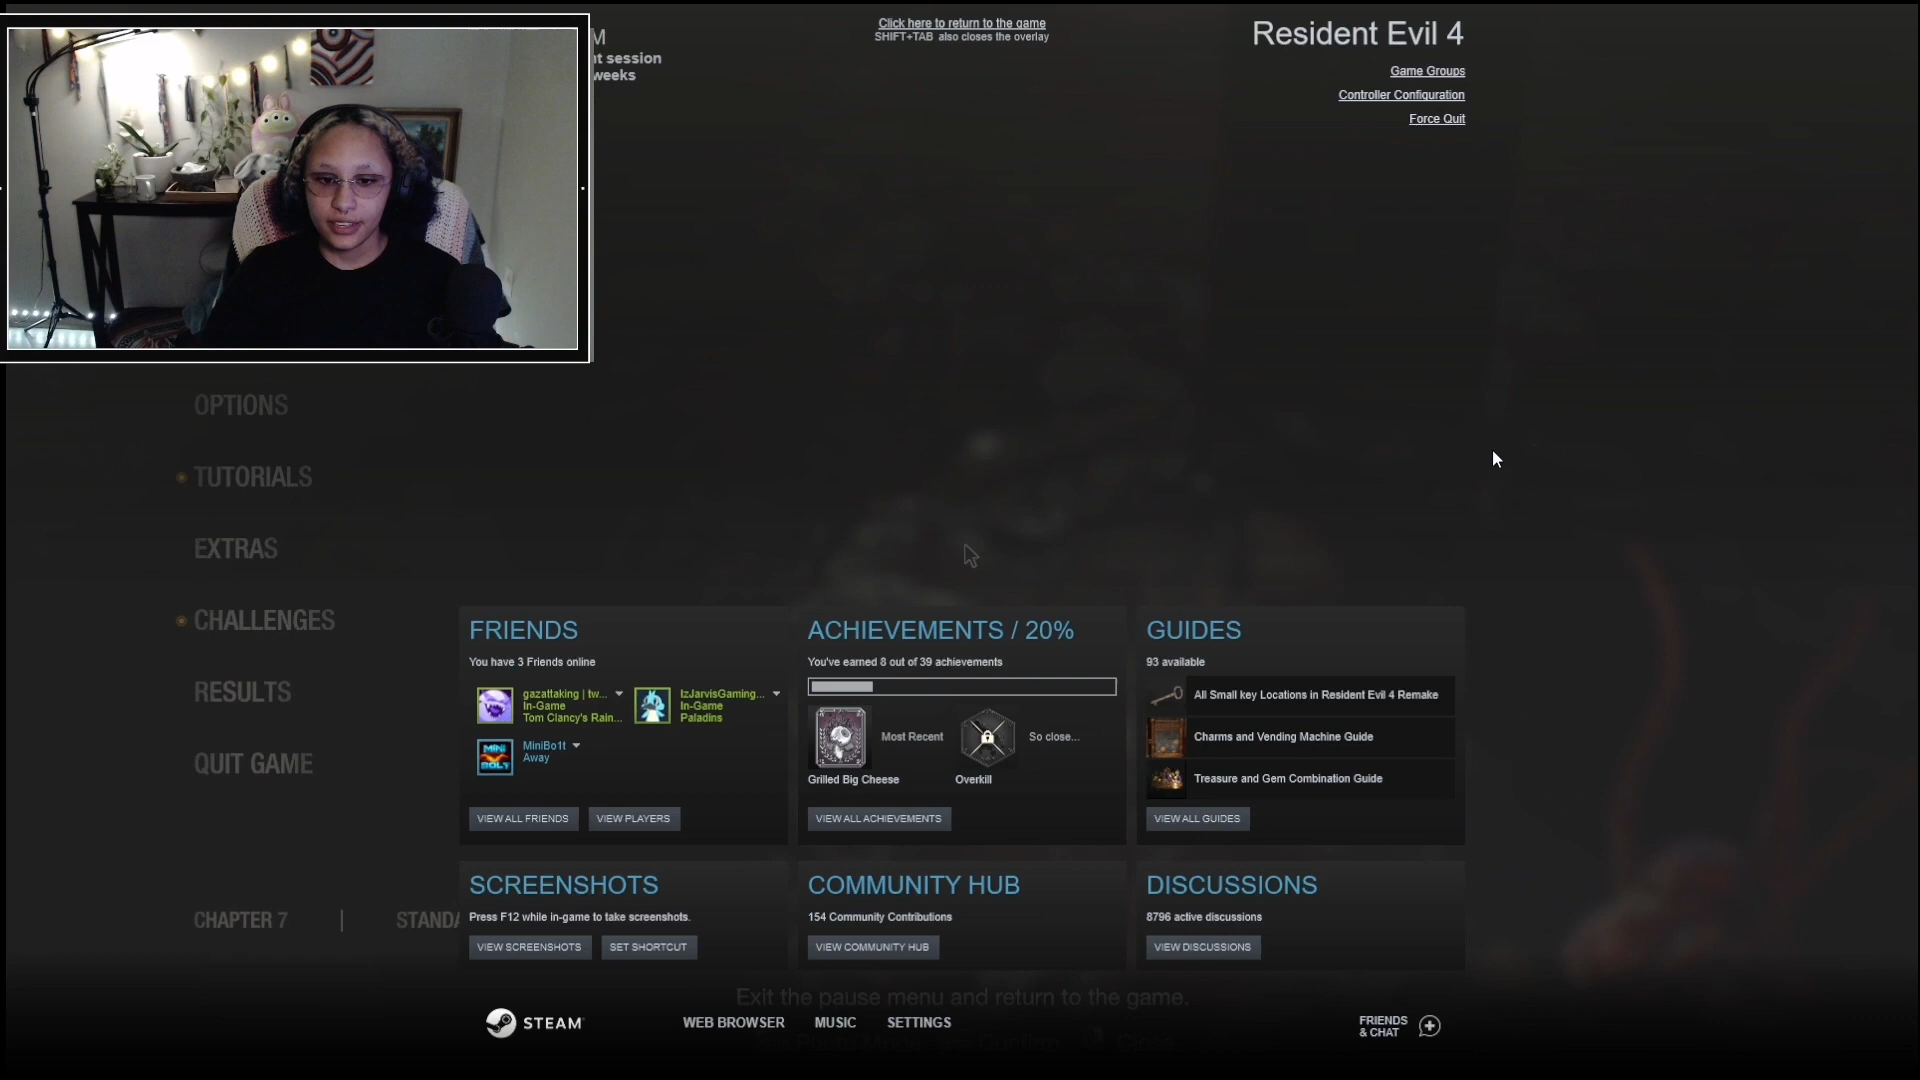 M
nt session
weeks
Click here to return to the game
SHIFT+TAB also closes the overlay
Resident Evil 4
Game Groups
Controller Configuration
Force Quit
OPTIONS
TUTORIALS
EXTRAS
CHALLENGES
RESULTS
QUIT GAME
CHAPTER 7 | STANDA
FRIENDS
You have 3 Friends online
gazattaking | tw...
In-Game
Tom Clancy's Rain...
IzJarvisGaming...
In-Game
Paladins
MINI BOLT
MiniBo1t
Away
VIEW ALL FRIENDS
VIEW PLAYERS
ACHIEVEMENTS / 20%
You've earned 8 out of 39 achievements
Most Recent
So close...
Grilled Big Cheese
Overkill
VIEW ALL ACHIEVEMENTS
GUIDES
93 available
All Small key Locations in Resident Evil 4 Remake
Charms and Vending Machine Guide
Treasure and Gem Combination Guide
VIEW ALL GUIDES
SCREENSHOTS
Press F12 while in-game to take screenshots.
VIEW SCREENSHOTS
SET SHORTCUT
COMMUNITY HUB
154 Community Contributions
VIEW COMMUNITY HUB
DISCUSSIONS
8796 active discussions
VIEW DISCUSSIONS
Exit the pause menu and return to the game.
STEAM
WEB BROWSER
MUSIC
SETTINGS
FRIENDS
& CHAT
Close